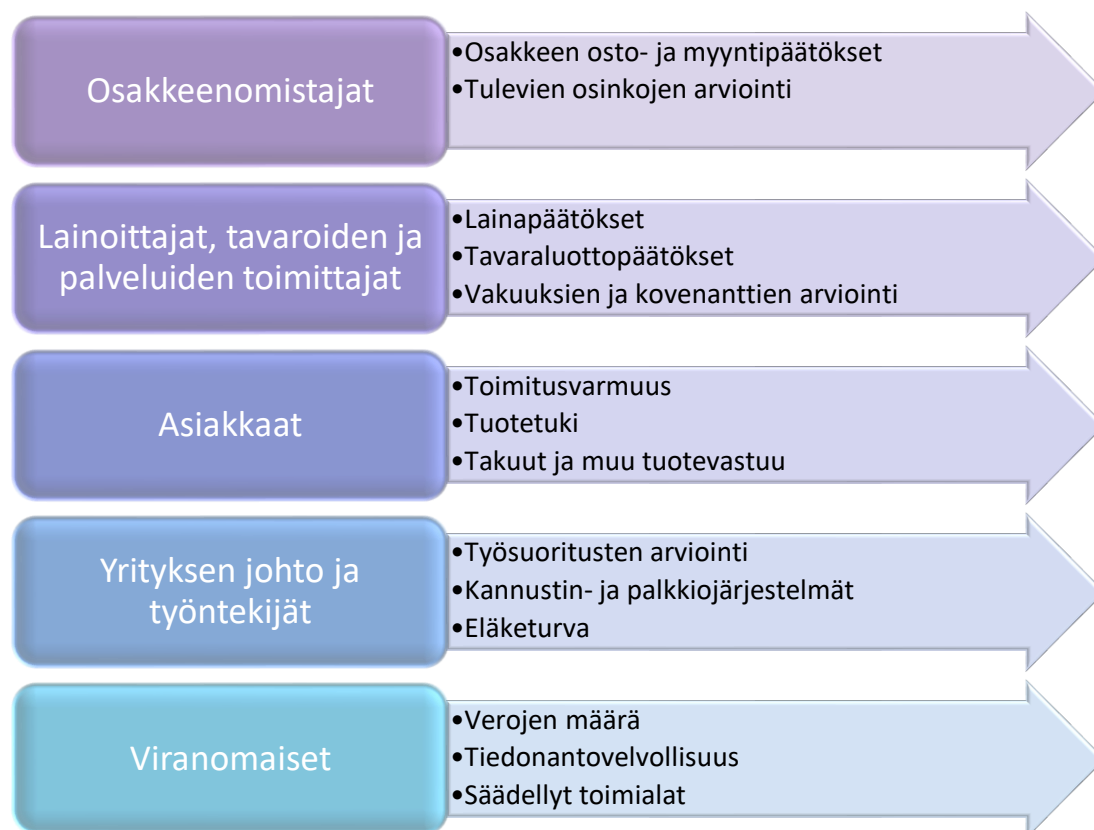 Osakkeenomistajat
•Osakkeen osto- ja myyntipäätökset
•Tulevien osinkojen arviointi
Lainoittajat, tavaroiden ja
palveluiden toimittajat
•Lainapäätökset
•Tavaraluottopäätökset
•Vakuuksien ja kovenanttien arviointi
Asiakkaat
•Toimitusvarmuus
•Tuotetuki
•Takuut ja muu tuotevastuu
Yrityksen johto ja
työntekijät
•Työsuoritusten arviointi
•Kannustin- ja palkkiojärjestelmät
•Eläketurva
Viranomaiset
•Verojen määrä
•Tiedonantovelvollisuus
•Säädellyt toimialat